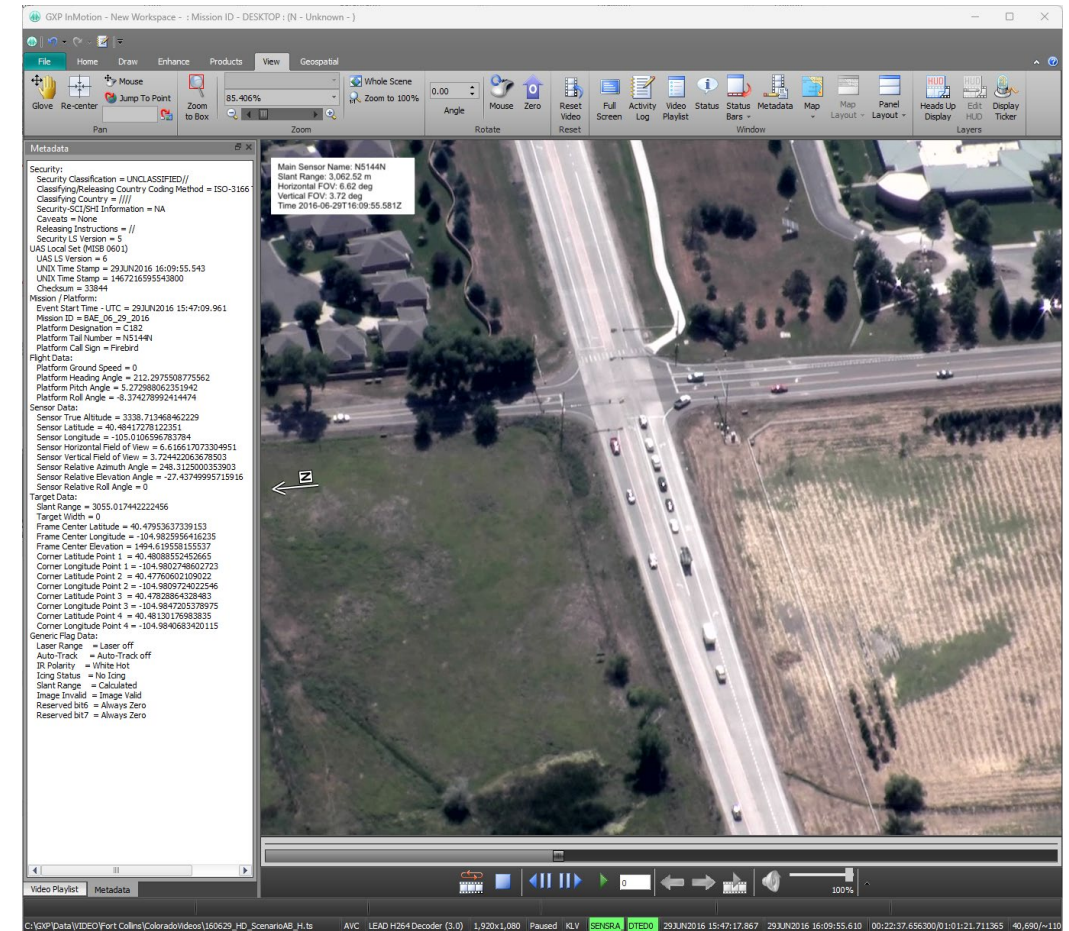 GXP InMotion - New Workspace - : Mission ID - DESKTOP : (N - Unknown - )
File Home Draw Enhance Products View Geospatial
Glove Re-center Mouse Jump To Point
Zoom to Box
85.406%
Whole Scene
Zoom to 100%
0.00
Angle
Mouse Zero
Reset Video
Full Screen
Activity Log
Video Playlist
Status
Status Bars
Metadata
Map
Map Layout
Panel Layout
Heads Up Display
Edit HUD
Display Ticker
Pan Zoom Rotate Reset Window Layers
Metadata
Security:
Security Classification = UNCLASSIFIED//
Classifying/Releasing Country Coding Method = ISO-3166
Classifying Country = ////
Security-SCI/SHI Information = NA
Caveats = None
Releasing Instructions = //
Security LS Version = 5
UAS Local Set (MISB 0601)
UAS LS Version = 6
UNIX Time Stamp = 29JUN2016 16:09:55.543
UNIX Time Stamp = 1467216595543800
Checksum = 33844
Mission / Platform:
Event Start Time - UTC = 29JUN2016 15:47:09.961
Mission ID = BAE_06_29_2016
Platform Designation = C182
Platform Tail Number = N5144N
Platform Call Sign = Firebird
Flight Data:
Platform Ground Speed = 0
Platform Heading Angle = 212.2975508775562
Platform Pitch Angle = 5.272988062351942
Platform Roll Angle = -8.374278992414474
Sensor Data:
Sensor True Altitude = 3338.713468462229
Sensor Latitude = 40.48417278122351
Sensor Longitude = -105.0106596783784
Sensor Horizontal Field of View = 6.616617073304951
Sensor Vertical Field of View = 3.724422063678503
Sensor Relative Azimuth Angle = 248.3125000353903
Sensor Relative Elevation Angle = -27.43749995715916
Sensor Relative Roll Angle = 0
Target Data:
Slant Range = 3055.017442222456
Target Width = 0
Frame Center Latitude = 40.47953637339153
Frame Center Longitude = -104.9825956416235
Frame Center Elevation = 1494.619558155537
Corner Latitude Point 1 = 40.48088552452665
Corner Longitude Point 1 = -104.9802748602723
Corner Latitude Point 2 = 40.47760602109022
Corner Longitude Point 2 = -104.9809724022546
Corner Latitude Point 3 = 40.47828864328483
Corner Longitude Point 3 = -104.9847205378975
Corner Latitude Point 4 = 40.48130176983835
Corner Longitude Point 4 = -104.9840683420115
Generic Flag Data:
Laser Range = Laser off
Auto-Track = Auto-Track off
IR Polarity = White Hot
Icing Status = No Icing
Slant Range = Calculated
Image Invalid = Image Valid
Reserved bit6 = Always Zero
Reserved bit7 = Always Zero
Main Sensor Name: N5144N
Slant Range: 3,062.52 m
Horizontal FOV: 6.62 deg
Vertical FOV: 3.72 deg
Time 2016-06-29T16:09:55.581Z
N
Video Playlist Metadata
0
100%
C:\GXP\Data\VIDEO\Fort Collins\ColoradoVideos\160629_HD_ScenarioAB_H.ts AVC LEAD H264 Decoder (3.0) 1,920x1,080 Paused KLV SENSRA DTED0 29JUN2016 15:47:17.867 29JUN2016 16:09:55.610 00:22:37.656300/01:01:21.711365 40,690/~110